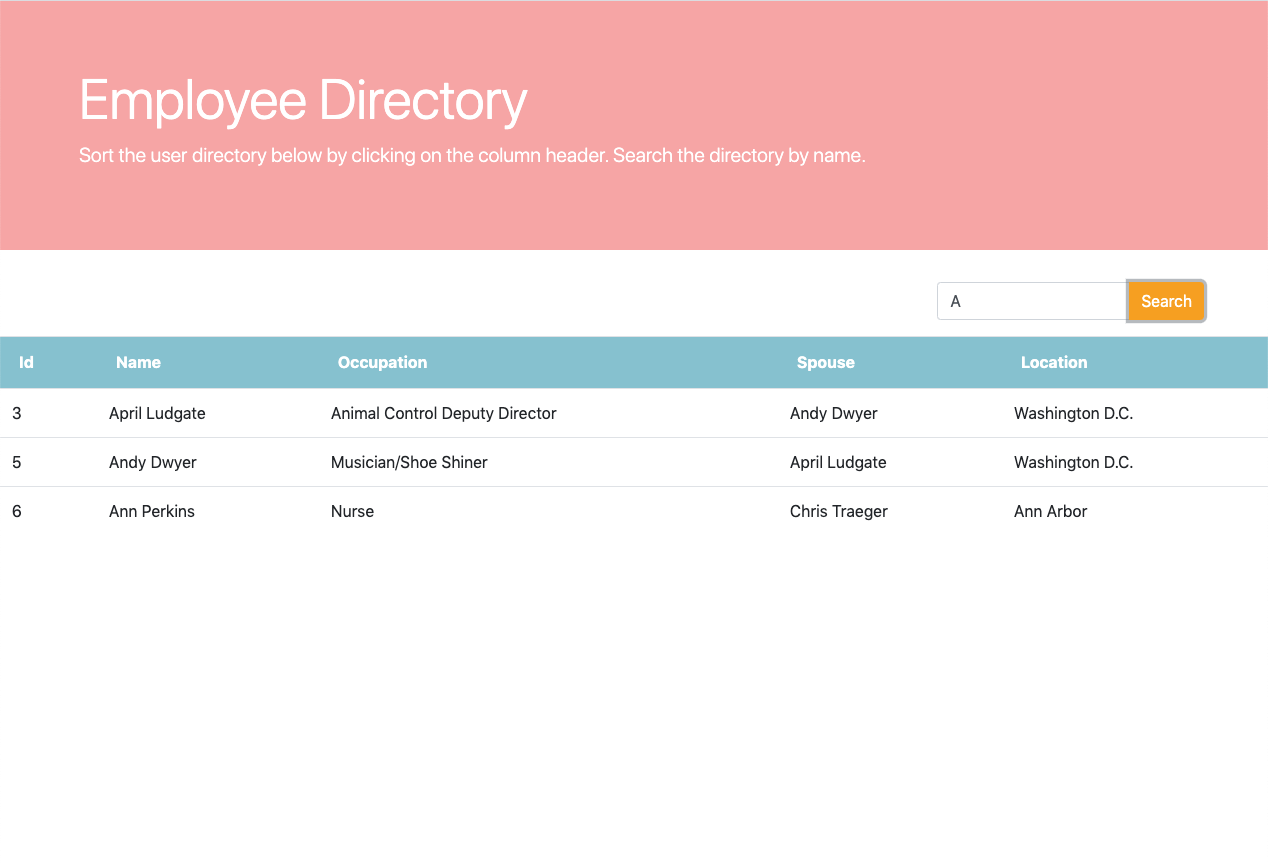 Employee Directory
Sort the user directory below by clicking on the column header. Search the directory by name.
A Search
Id Name Occupation Spouse Location
3 April Ludgate Animal Control Deputy Director Andy Dwyer Washington D.C.
5 Andy Dwyer Musician/Shoe Shiner April Ludgate Washington D.C.
6 Ann Perkins Nurse Chris Traeger Ann Arbor